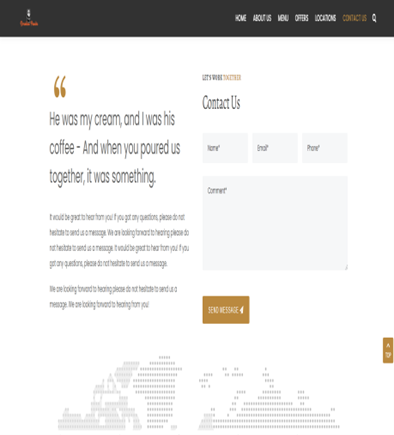 HOME ABOUT US MENU OFFERS LOCATIONS CONTACT US
He was my cream, and I was his
coffee - And when you poured us
together, it was something.
It would be great to hear from you! If you got any questions, please do not
hesitate to send us a message. We are looking forward to hearing please do
not hesitate to send us a message. It would be great to hear from you! If you
got any questions, please do not hesitate to send us a message.
We are looking forward to hearing please do not hesitate to send us a
message. We are looking forward to hearing from you!
LET'S WORK TOGETHER
Contact Us
Name* Email* Phone*
Comment*
SEND MESSAGE
TOP